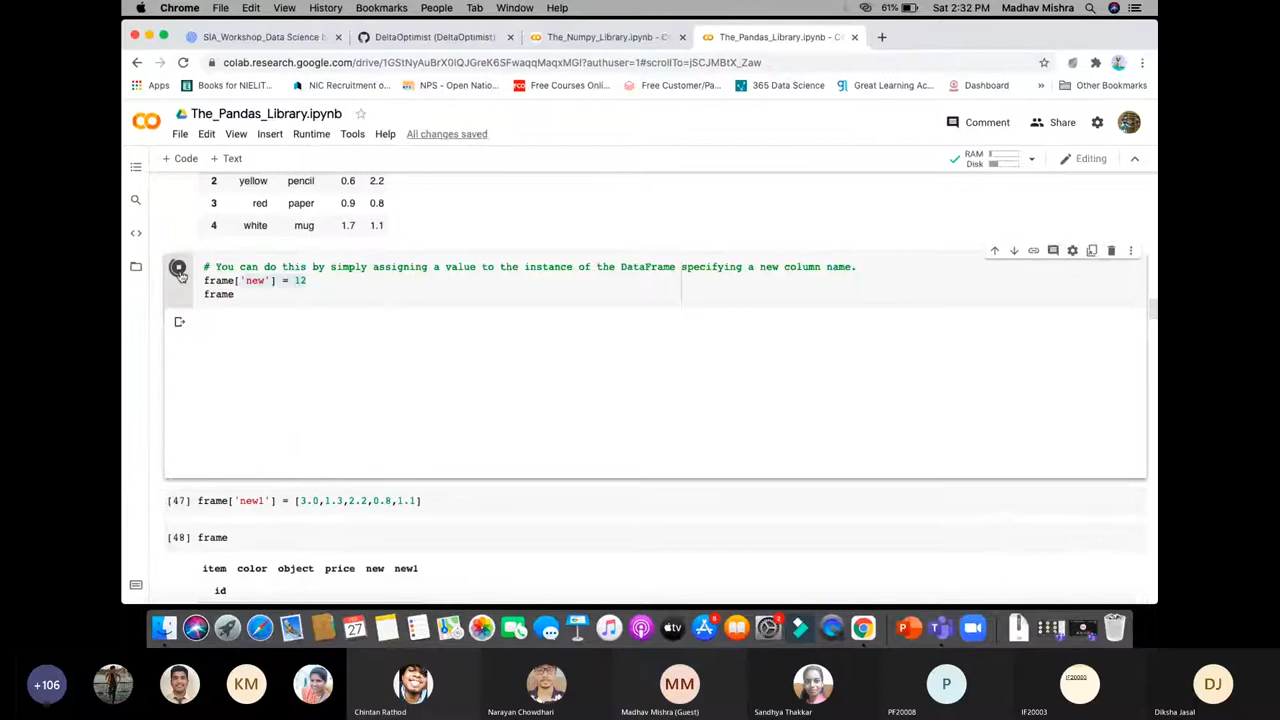 Chrome File Edit View History Bookmarks People Tab Window Help 61% Sat 2:32 PM Madhav Mishra
SIA_Workshop_Data Science b DeltaOptimist (DeltaOptimist) The_Numpy_Library.ipynb - C The_Pandas_Library.ipynb - C
colab.research.google.com/drive/1GStNyAuBrX0IQJGreK6SFwaqqMaqxMGI?authuser=1#scrollTo=jSCJMBtX_Zaw
Apps Books for NIELIT... NIC Recruitment r... NPS - Open Natio... Free Courses Onli... Free Customer/Pa... 365 Data Science Great Learning Ac... Dashboard » Other Bookmarks
The_Pandas_Library.ipynb
Comment Share
File Edit View Insert Runtime Tools Help All changes saved
+ Code + Text RAM Disk Editing
2 yellow pencil 0.6 2.2
3 red paper 0.9 0.8
4 white mug 1.7 1.1
# You can do this by simply assigning a value to the instance of the DataFrame specifying a new column name.
frame['new'] = 12
frame
[47] frame['new1'] = [3.0,1.3,2.2,0.8,1.1]
[48] frame
item color object price new new1
id
27
+106 KM MM P DJ
Chintan Rathod Narayan Chowdhari Madhav Mishra (Guest) Sandhya Thakkar PF20008 IF20003 Diksha Jasal